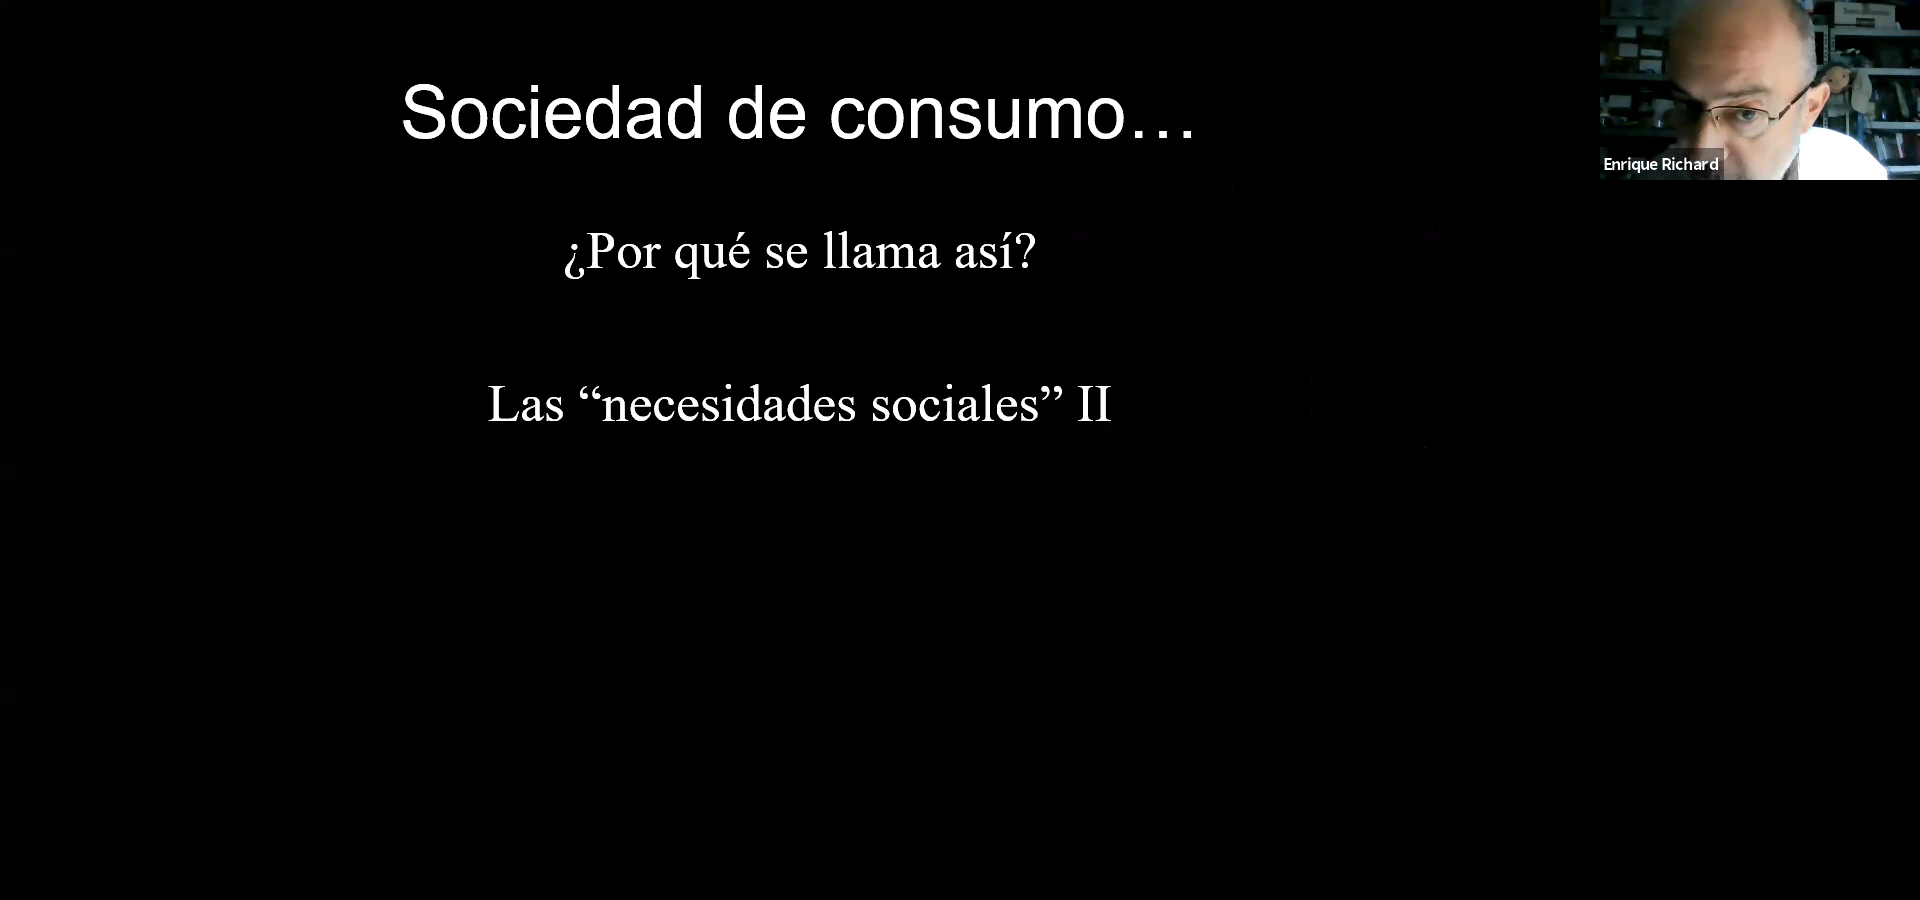 Sociedad de consumo…
Enrique Richard
¿Por qué se llama así?
Las “necesidades sociales” II